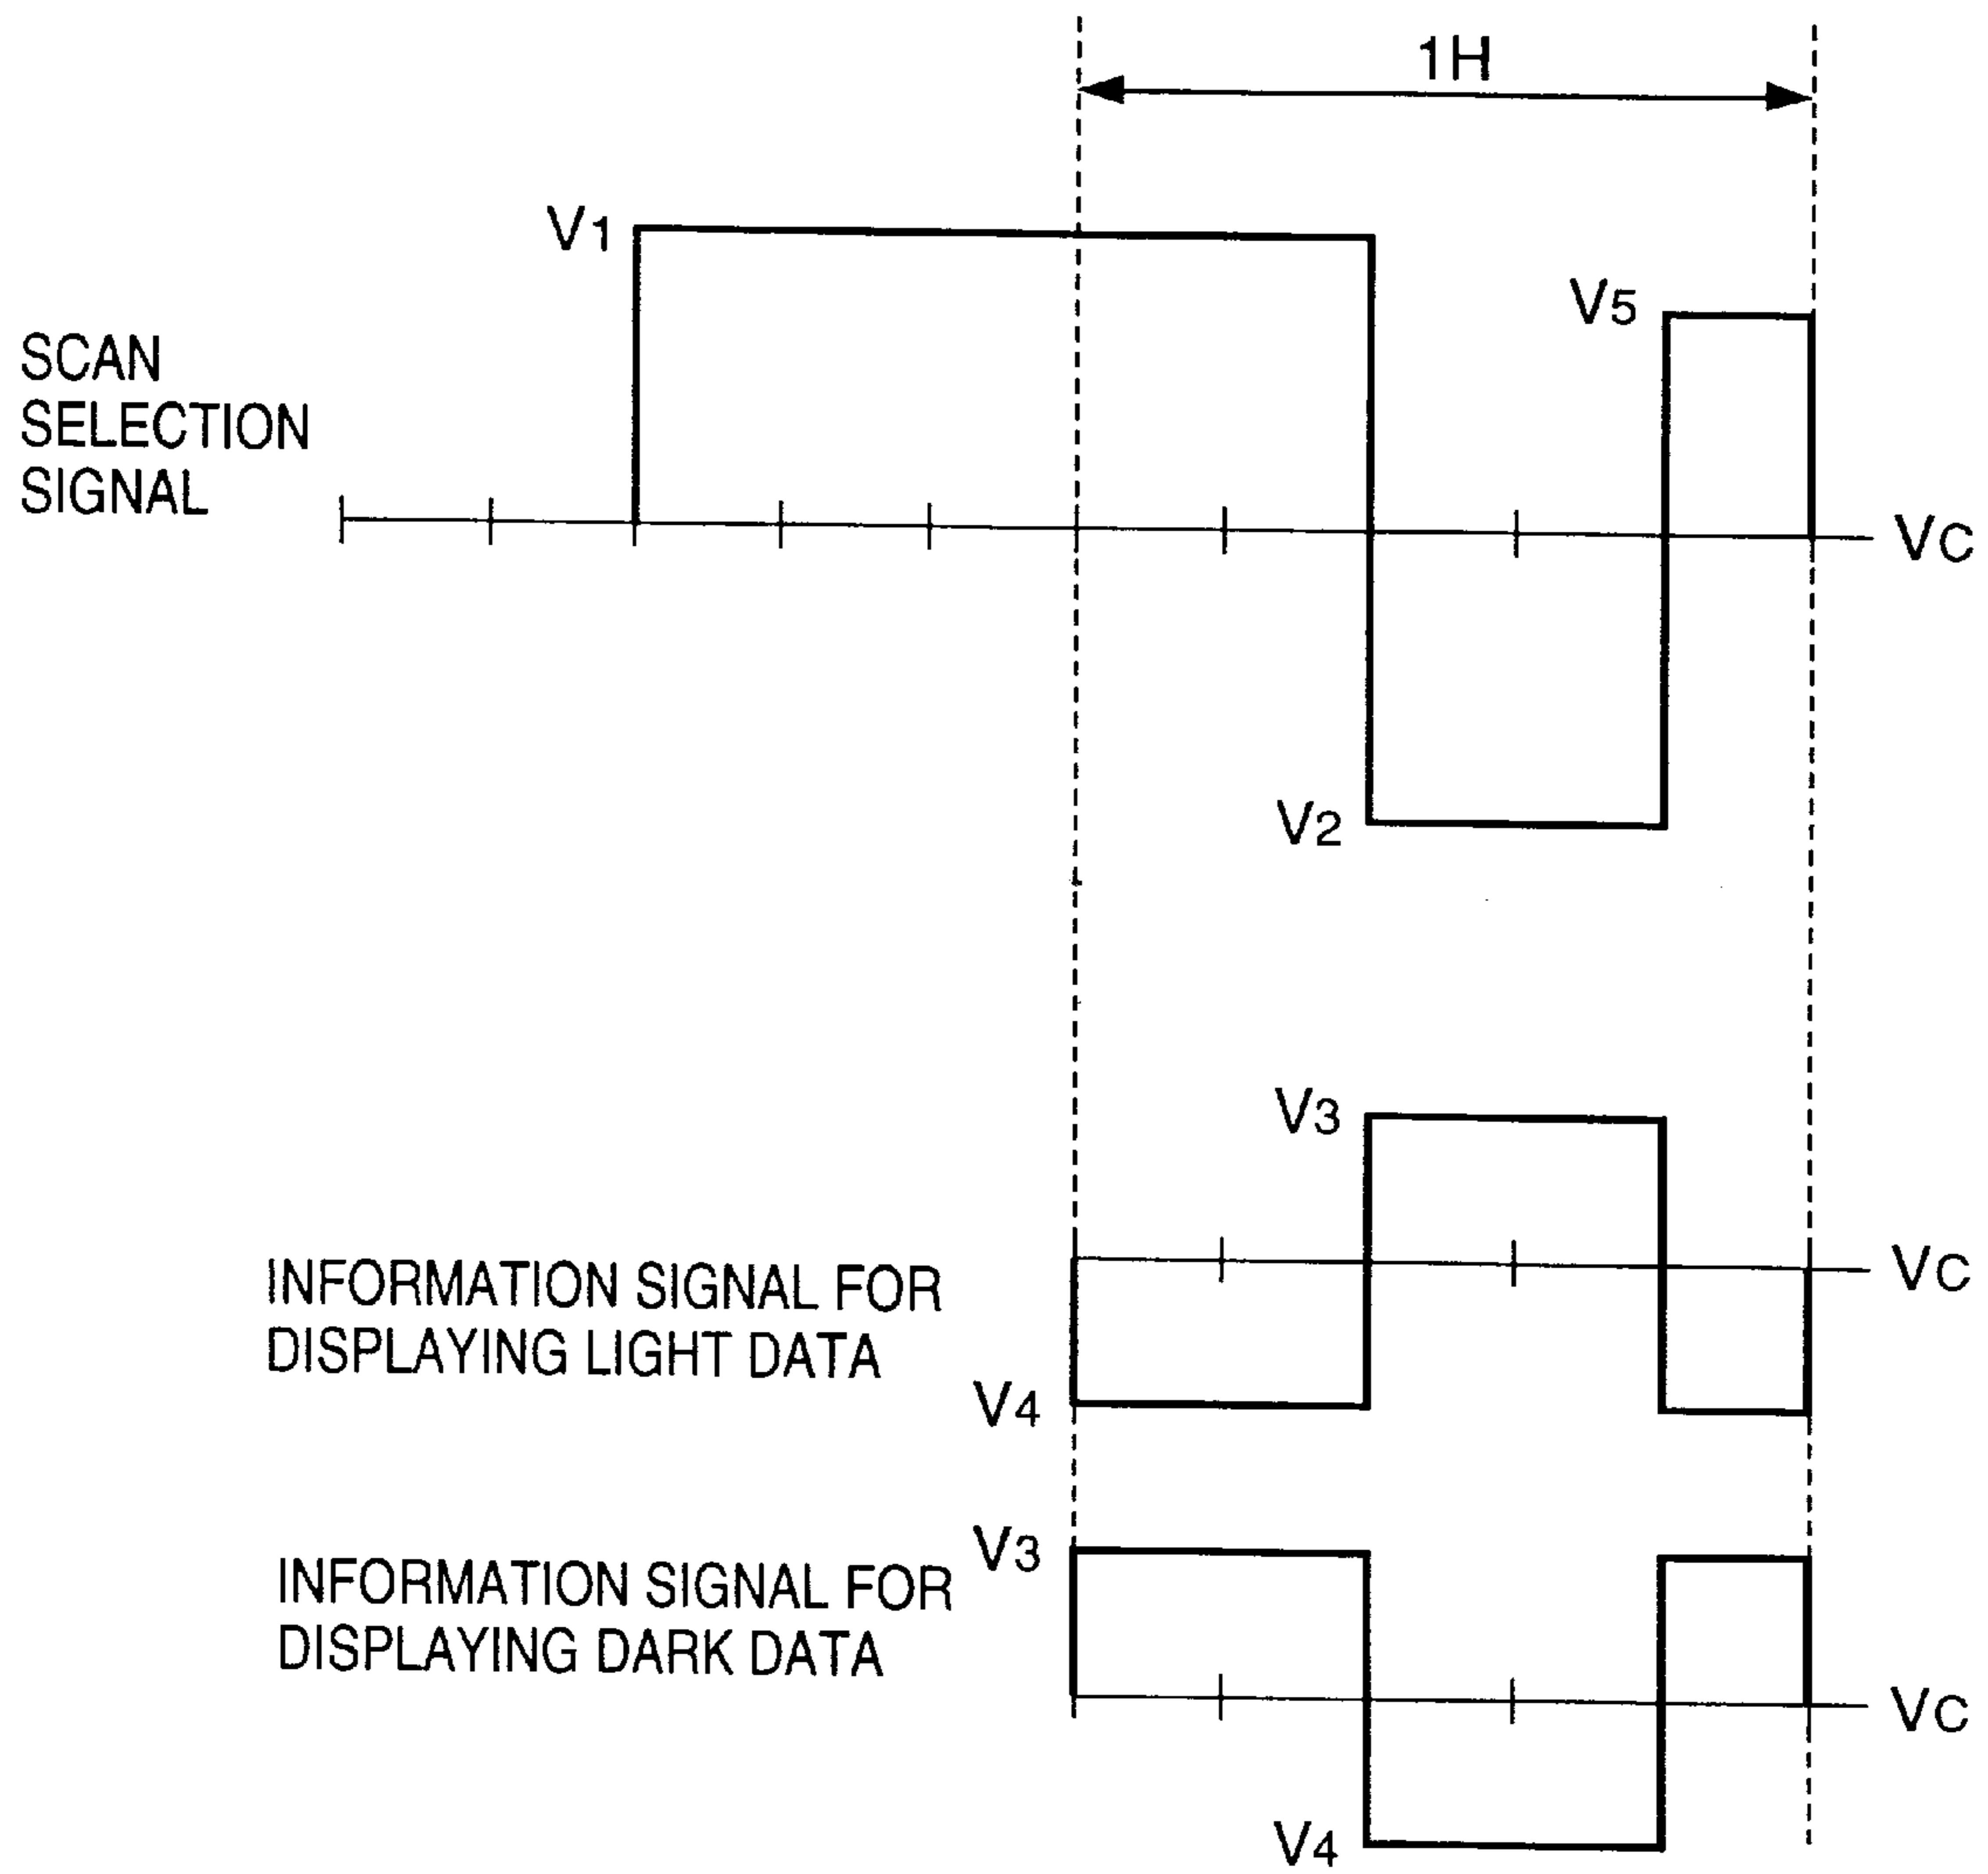 1H
V1
V5
SCAN
SELECTION
SIGNAL
VC
V2
V3
INFORMATION SIGNAL FOR
DISPLAYING LIGHT DATA
VC
V4
V3
INFORMATION SIGNAL FOR
DISPLAYING DARK DATA
VC
V4